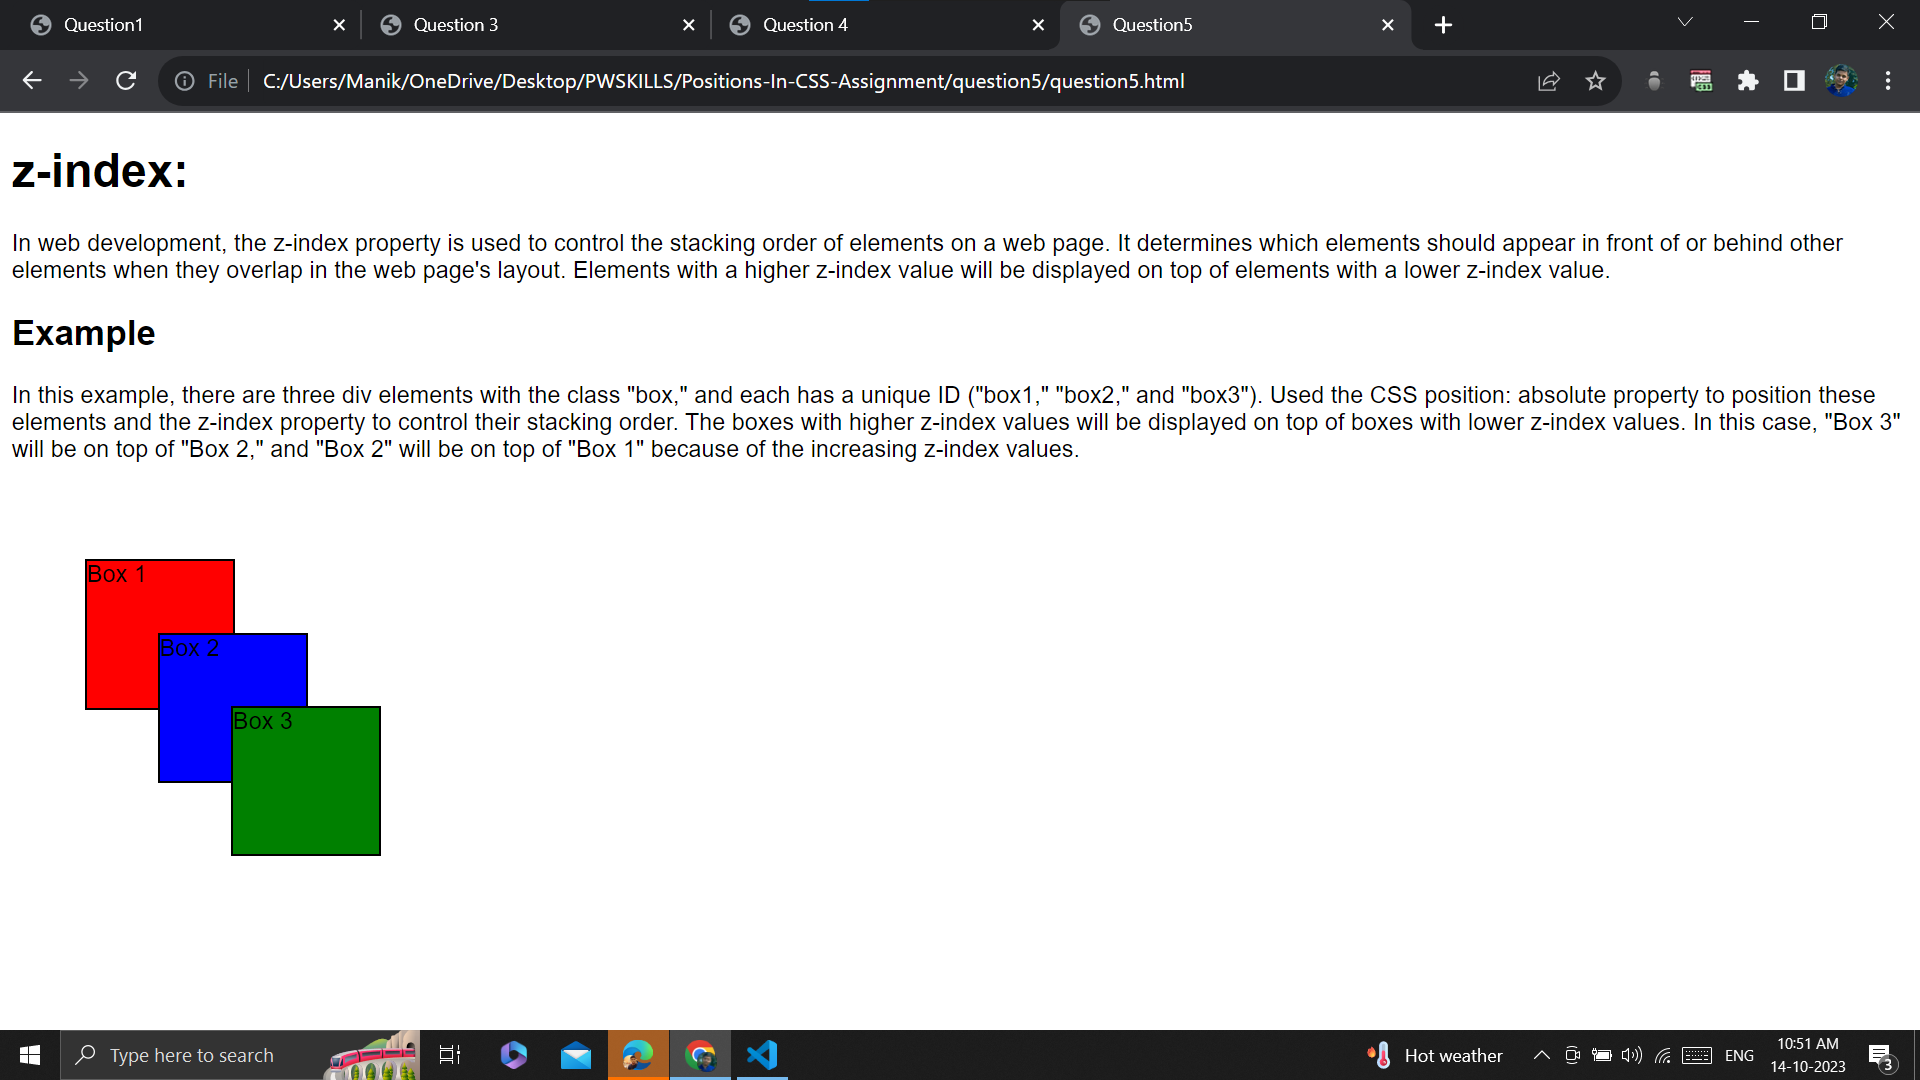 Question1
Question 3
Question 4
Question5
File
C:/Users/Manik/OneDrive/Desktop/PWSKILLS/Positions-In-CSS-Assignment/question5/question5.html
z-index:
In web development, the z-index property is used to control the stacking order of elements on a web page. It determines which elements should appear in front of or behind other
elements when they overlap in the web page's layout. Elements with a higher z-index value will be displayed on top of elements with a lower z-index value.
Example
In this example, there are three div elements with the class "box," and each has a unique ID ("box1," "box2," and "box3"). Used the CSS position: absolute property to position these
elements and the z-index property to control their stacking order. The boxes with higher z-index values will be displayed on top of boxes with lower z-index values. In this case, "Box 3"
will be on top of "Box 2," and "Box 2" will be on top of "Box 1" because of the increasing z-index values.
Box 1
Box 2
Box 3
Type here to search
Hot weather
ENG
10:51 AM
14-10-2023
3